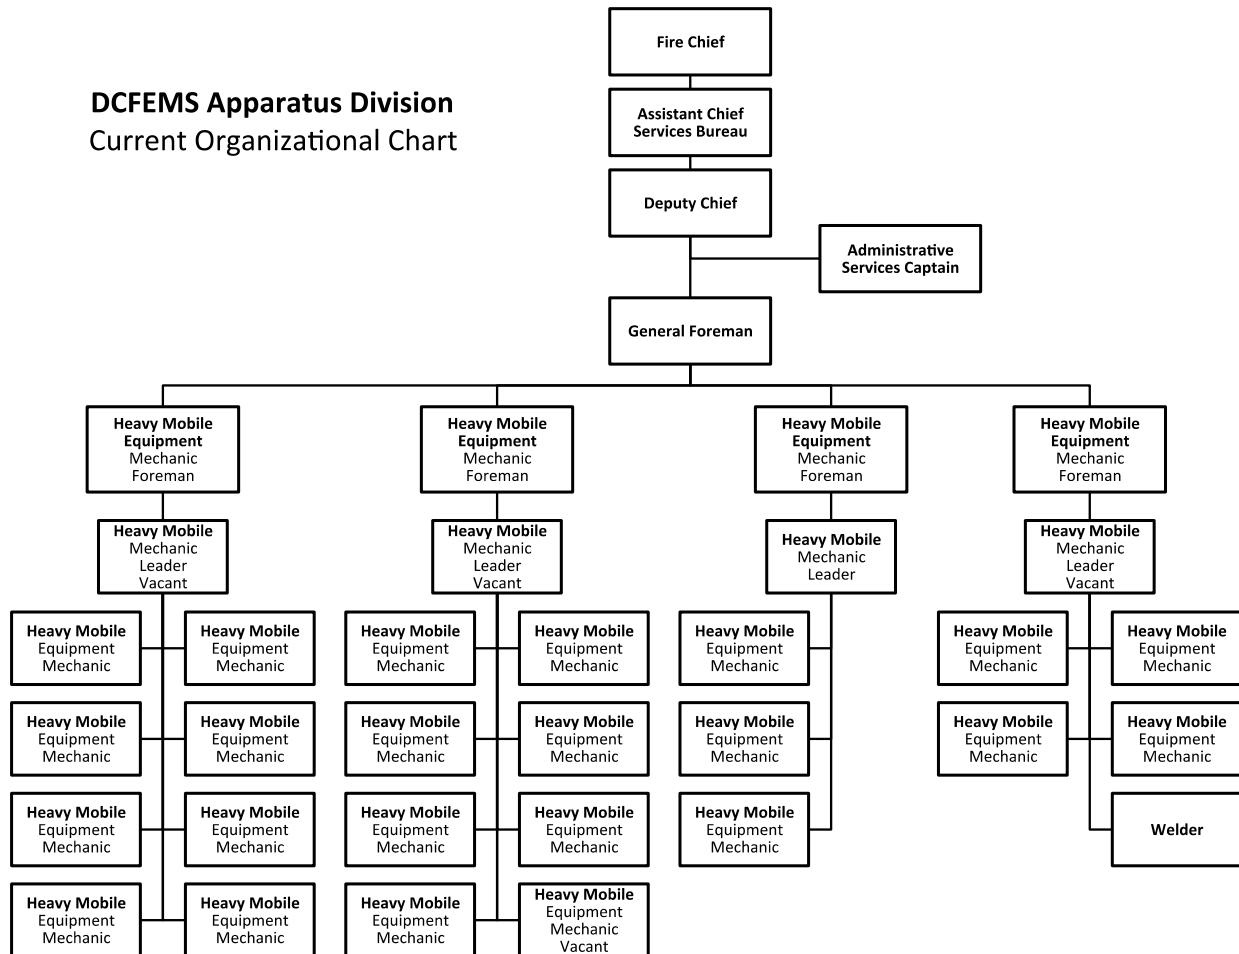 Fire Chief
DCFEMS Apparatus Division
Current Organizational Chart
Assistant Chief
Services Bureau
Deputy Chief
Administrative
Services Captain
General Foreman
Heavy Mobile
Equipment
Mechanic
Foreman
Heavy Mobile
Equipment
Mechanic
Foreman
Heavy Mobile
Equipment
Mechanic
Foreman
Heavy Mobile
Equipment
Mechanic
Foreman
Heavy Mobile
Mechanic
Leader
Vacant
Heavy Mobile
Mechanic
Leader
Vacant
Heavy Mobile
Mechanic
Leader
Heavy Mobile
Mechanic
Leader
Vacant
Heavy Mobile
Equipment
Mechanic
Heavy Mobile
Equipment
Mechanic
Heavy Mobile
Equipment
Mechanic
Heavy Mobile
Equipment
Mechanic
Heavy Mobile
Equipment
Mechanic
Heavy Mobile
Equipment
Mechanic
Heavy Mobile
Equipment
Mechanic
Heavy Mobile
Equipment
Mechanic
Heavy Mobile
Equipment
Mechanic
Heavy Mobile
Equipment
Mechanic
Heavy Mobile
Equipment
Mechanic
Heavy Mobile
Equipment
Mechanic
Heavy Mobile
Equipment
Mechanic
Heavy Mobile
Equipment
Mechanic
Heavy Mobile
Equipment
Mechanic
Heavy Mobile
Equipment
Mechanic
Heavy Mobile
Equipment
Mechanic
Heavy Mobile
Equipment
Mechanic
Heavy Mobile
Equipment
Mechanic
Welder
Heavy Mobile
Equipment
Mechanic
Heavy Mobile
Equipment
Mechanic
Heavy Mobile
Equipment
Mechanic
Heavy Mobile
Equipment
Mechanic
Vacant